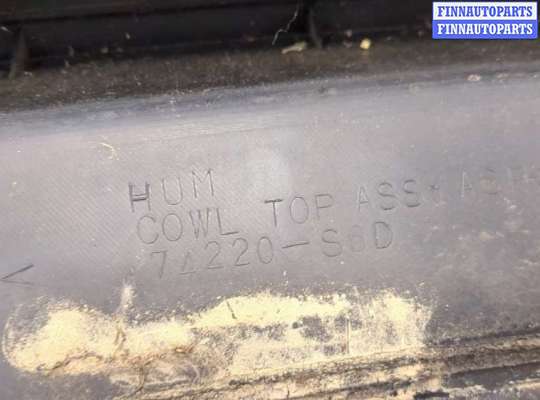 FINNAUTOPARTS
FINNAUTOPARTS
HUM
COWL TOP ASSY
74220-S6D
<